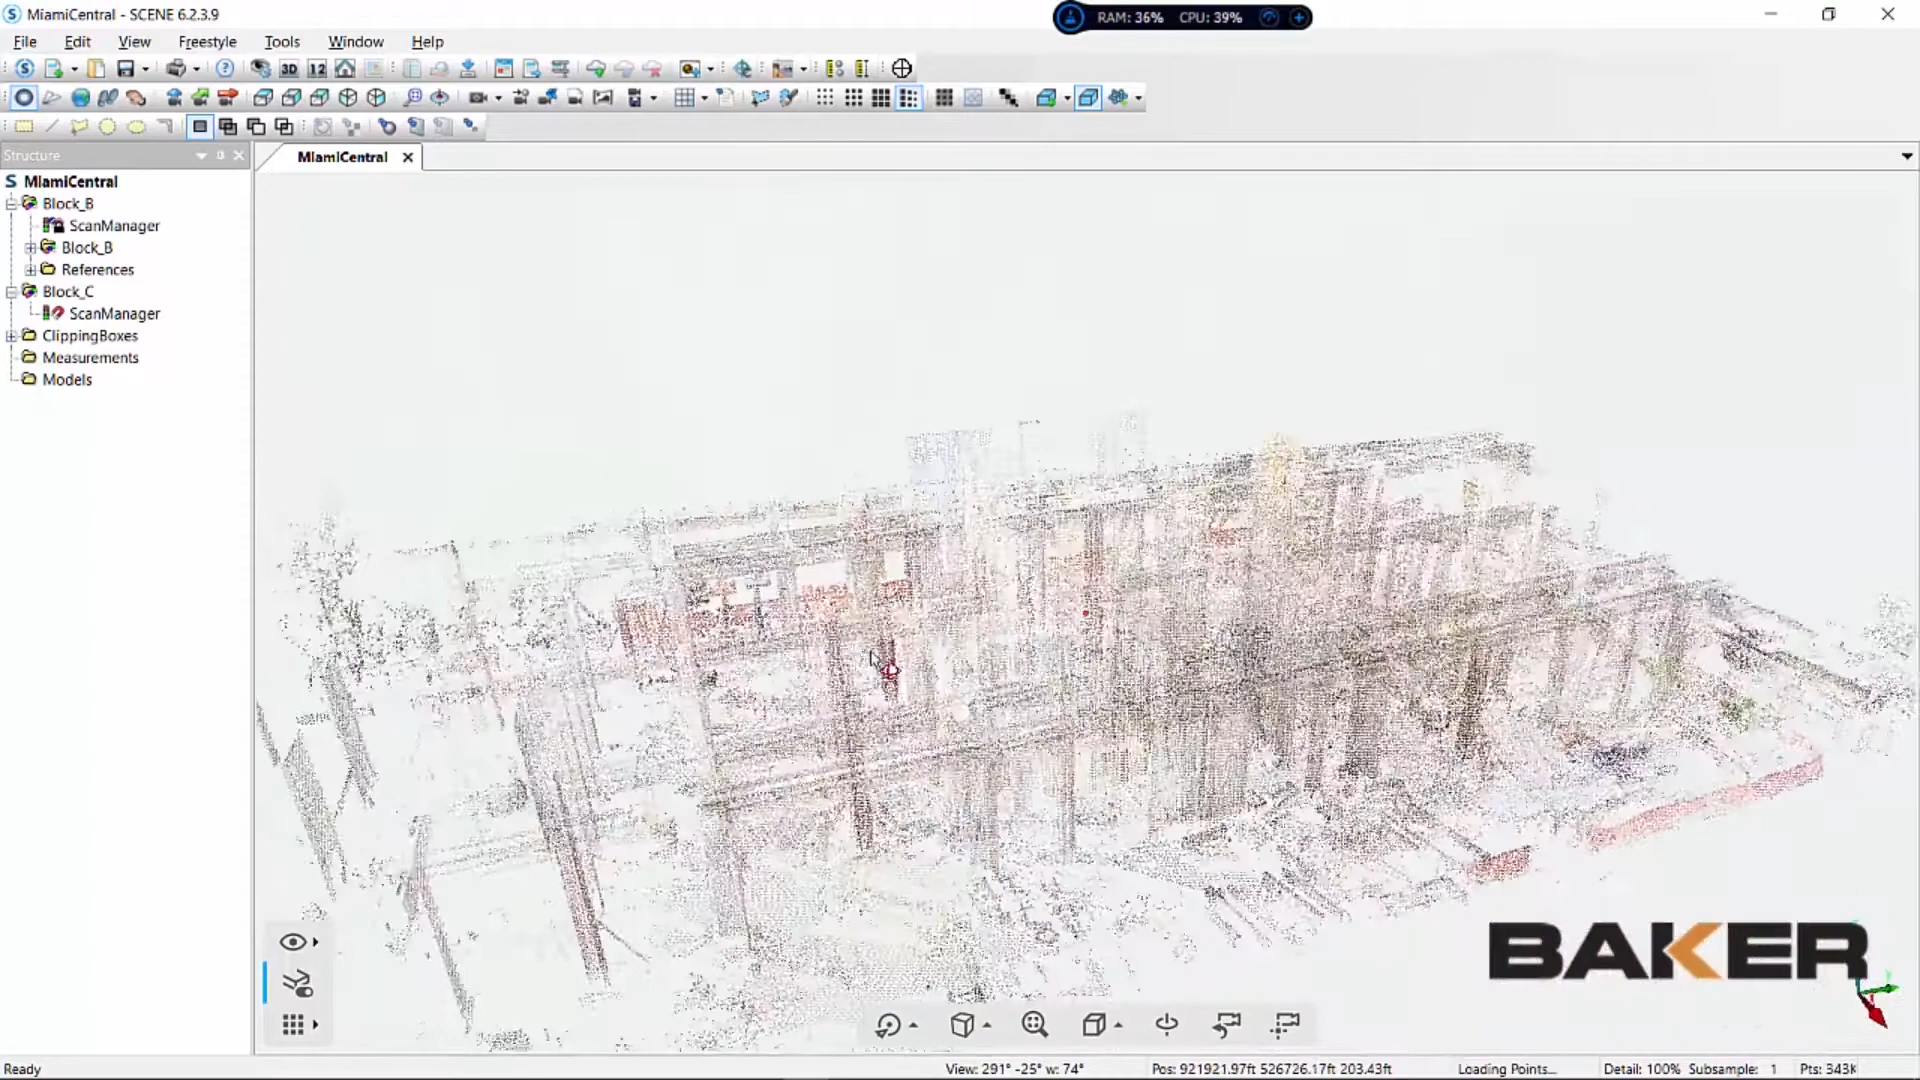 MiamiCentral - SCENE 6.2.3.9
RAM: 36% CPU: 39%
File Edit View Freestyle Tools Window Help
3D 12
Structure
MiamiCentral
MiamiCentral
Block_B
ScanManager
Block_B
References
Block_C
ScanManager
ClippingBoxes
Measurements
Models
BAKER
Ready
View: 291° -25° w: 74°
Pos: 921921.97ft 526726.17ft 203.43ft
Loading Points...
Detail: 100% Subsample: 1
Pts: 343K